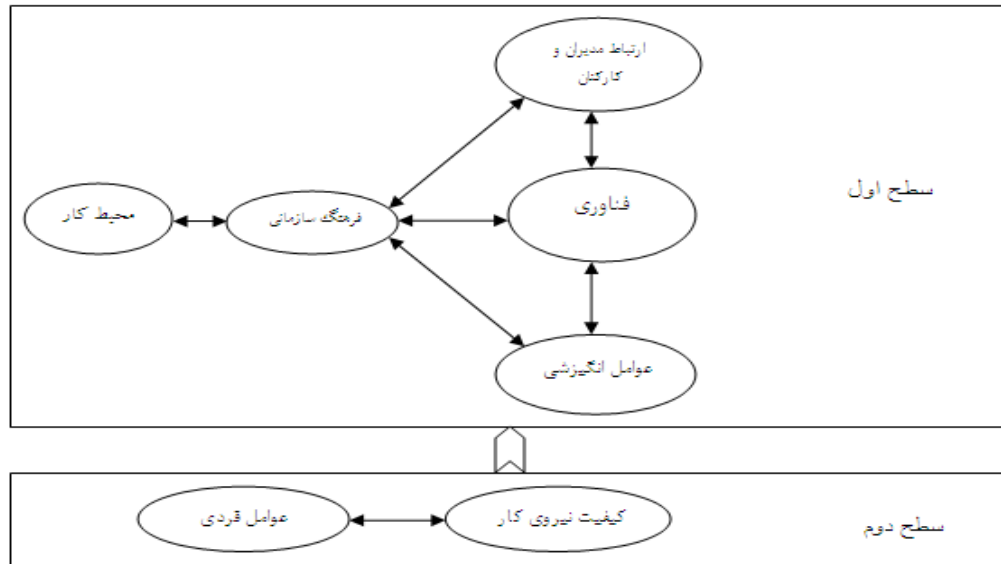 ارتباط مدیران و
کارکنان
سطح اول
فناوری
فرهنگ سازمانی
محیط کار
عوامل انگیزشی
کیفیت نیروی کار
عوامل فردی
سطح دوم